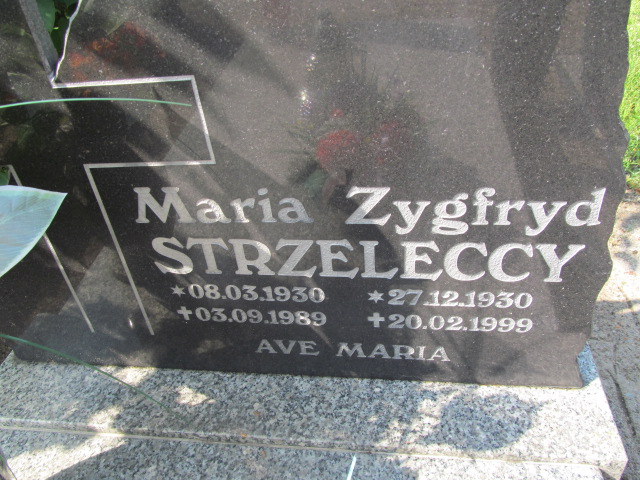 Maria Zygfryd
STRZELECCY
*08.03.1930 *27.12.1930
✝03.09.1989 ✝20.02.1999
AVE MARIA